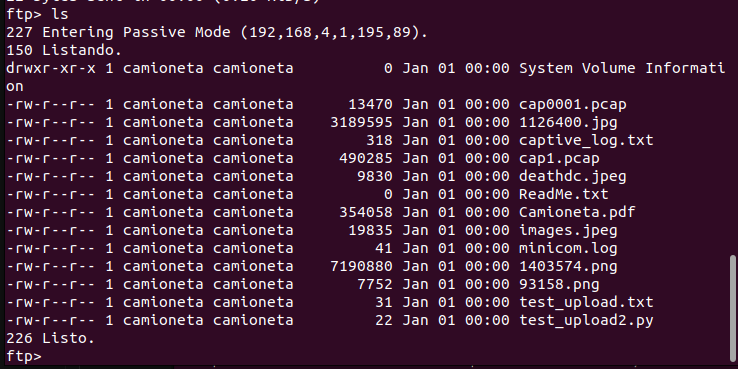 ftp> ls
227 Entering Passive Mode (192,168,4,1,195,89).
150 Listando.
drwxr-xr-x 1 camioneta camioneta          0 Jan 01 00:00 System Volume Informati
on
-rw-r--r-- 1 camioneta camioneta      13470 Jan 01 00:00 cap0001.pcap
-rw-r--r-- 1 camioneta camioneta    3189595 Jan 01 00:00 1126400.jpg
-rw-r--r-- 1 camioneta camioneta        318 Jan 01 00:00 captive_log.txt
-rw-r--r-- 1 camioneta camioneta     490285 Jan 01 00:00 cap1.pcap
-rw-r--r-- 1 camioneta camioneta       9830 Jan 01 00:00 deathdc.jpeg
-rw-r--r-- 1 camioneta camioneta          0 Jan 01 00:00 ReadMe.txt
-rw-r--r-- 1 camioneta camioneta     354058 Jan 01 00:00 Camioneta.pdf
-rw-r--r-- 1 camioneta camioneta      19835 Jan 01 00:00 images.jpeg
-rw-r--r-- 1 camioneta camioneta         41 Jan 01 00:00 minicom.log
-rw-r--r-- 1 camioneta camioneta    7190880 Jan 01 00:00 1403574.png
-rw-r--r-- 1 camioneta camioneta       7752 Jan 01 00:00 93158.png
-rw-r--r-- 1 camioneta camioneta         31 Jan 01 00:00 test_upload.txt
-rw-r--r-- 1 camioneta camioneta         22 Jan 01 00:00 test_upload2.py
226 Listo.
ftp>